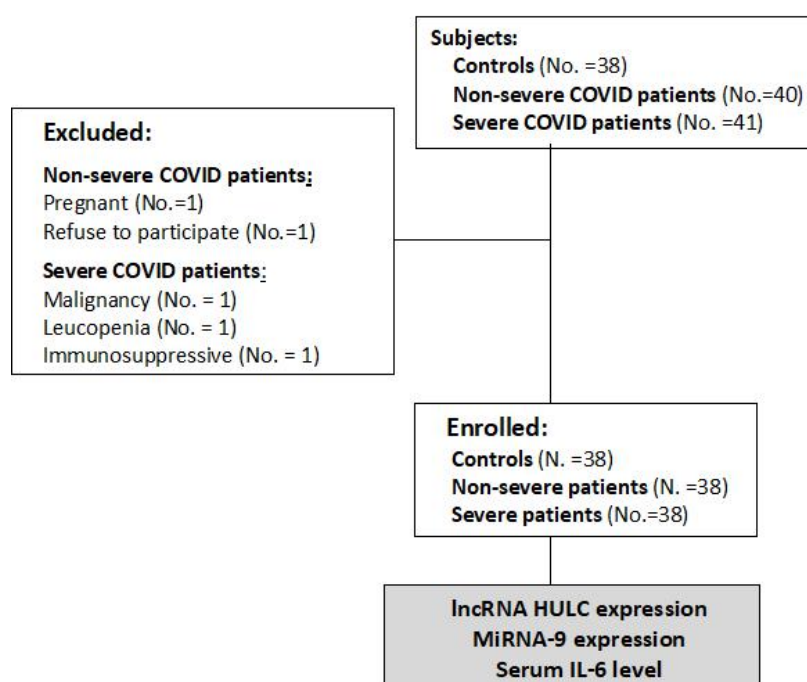 Subjects:
Controls (No. =38)
Non-severe COVID patients (No.=40)
Severe COVID patients (No. =41)
Excluded:
Non-severe COVID patients:
Pregnant (No.=1)
Refuse to participate (No.=1)
Severe COVID patients:
Malignancy (No. = 1)
Leucopenia (No. = 1)
Immunosuppressive (No. = 1)
Enrolled:
Controls (N. =38)
Non-severe patients (N. =38)
Severe patients (No.=38)
lncRNA HULC expression
MiRNA-9 expression
Serum IL-6 level